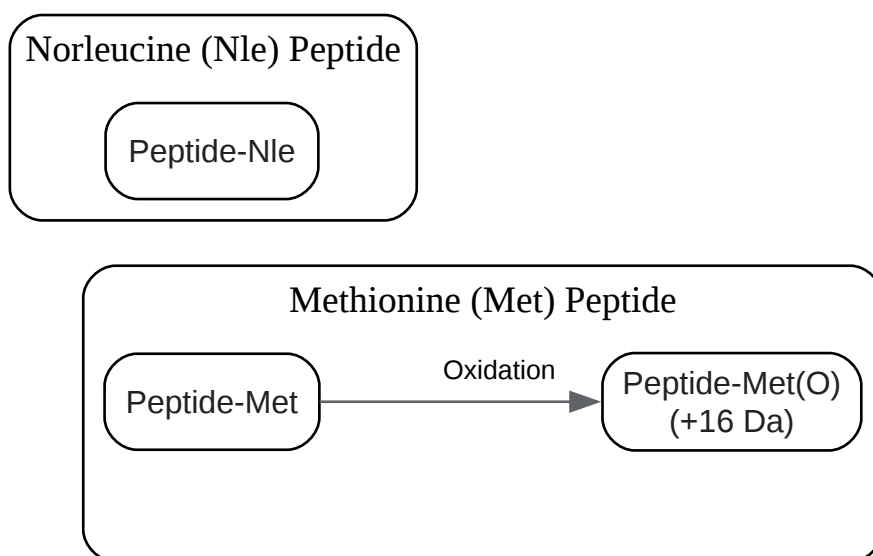 Norleucine (Nle) Peptide
Peptide-Nle
Methionine (Met) Peptide
Peptide-Met
Oxidation
Peptide-Met(O)
(+16 Da)